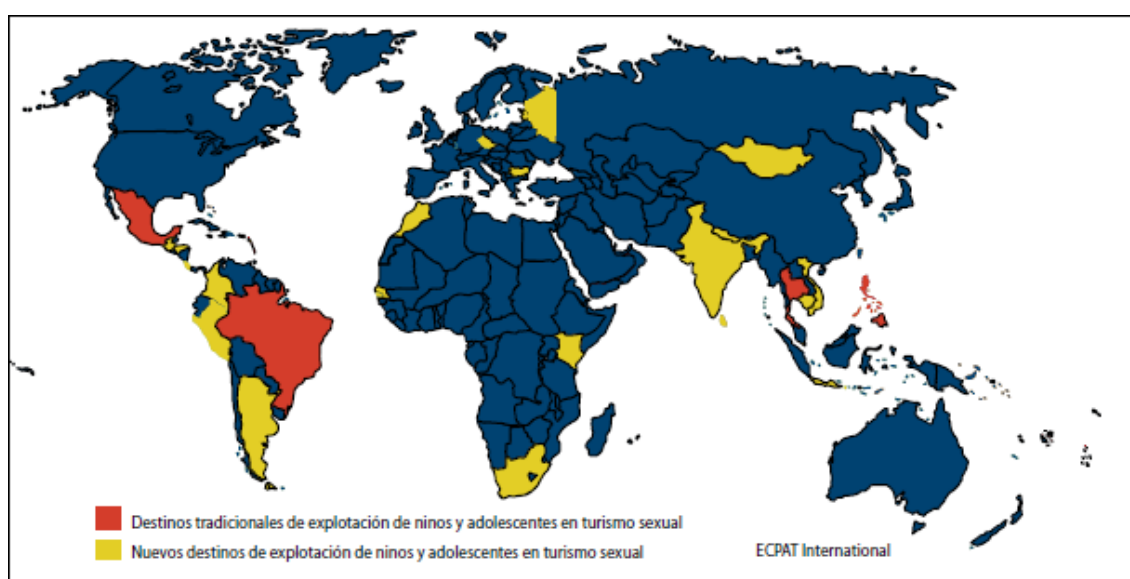 Destinos tradicionales de explotación de ninos y adolescentes en turismo sexual
Nuevos destinos de explotación de ninos y adolescentes en turismo sexual
ECPAT International